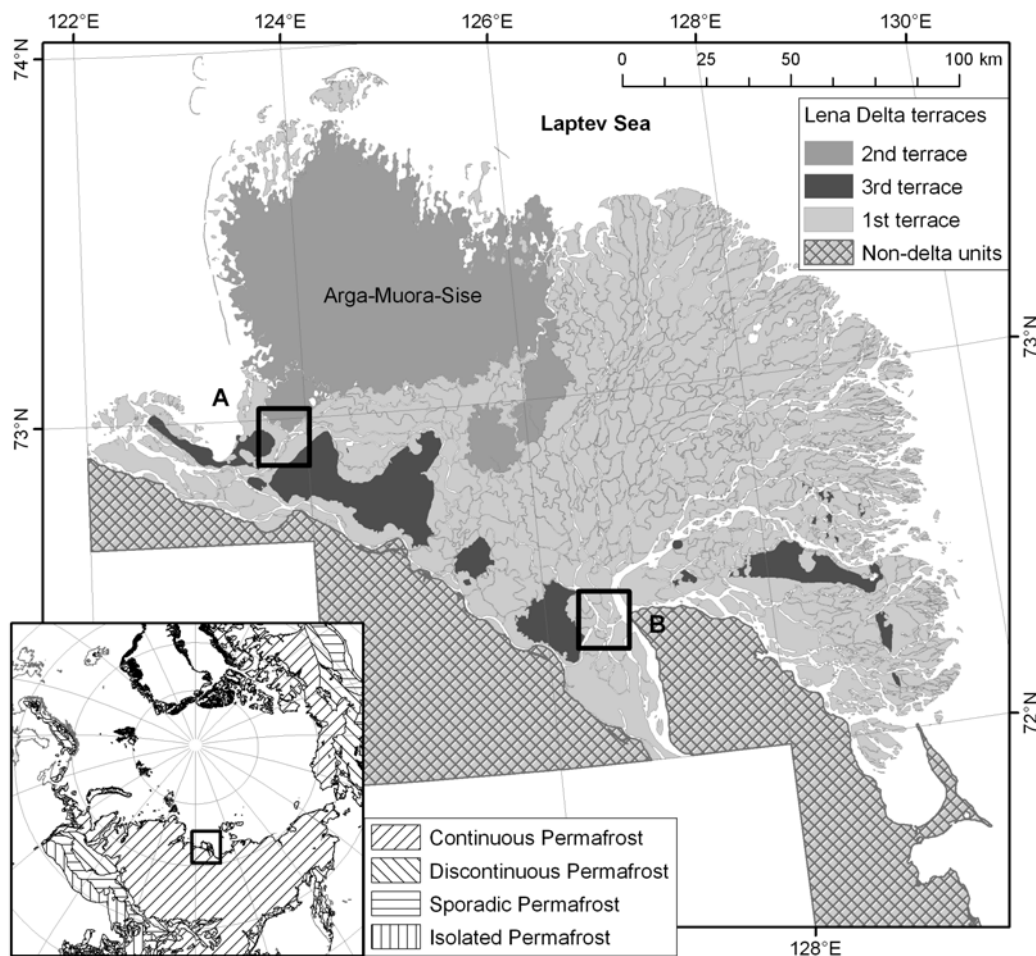 122°E
124°E
126°E
128°E
130°E
74°N
0 25 50 100 km
Laptev Sea
Lena Delta terraces
2nd terrace
3rd terrace
1st terrace
Non-delta units
Arga-Muora-Sise
73°N
A
73°N
B
72°N
Continuous Permafrost
Discontinuous Permafrost
Sporadic Permafrost
Isolated Permafrost
128°E